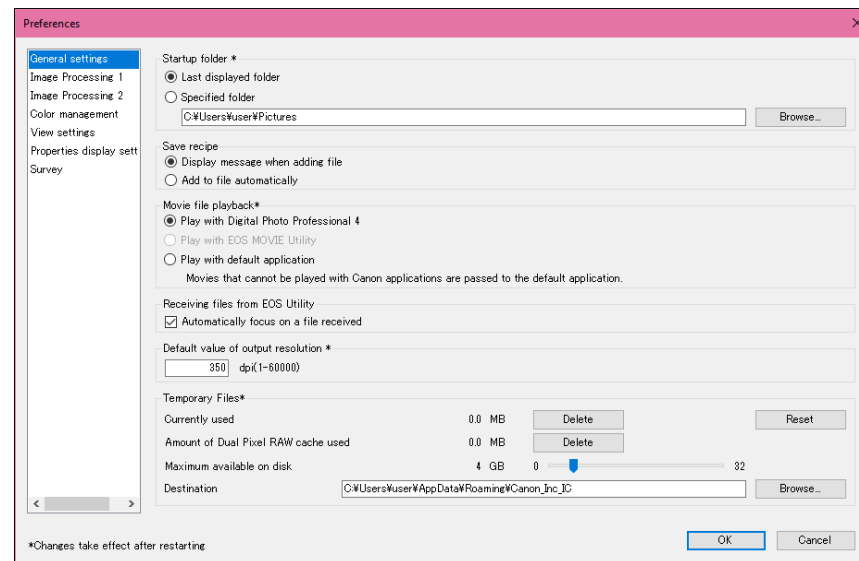 Preferences
General settings
Image Processing 1
Image Processing 2
Color management
View settings
Properties display sett
Survey
Startup folder *
Last displayed folder
Specified folder
C:¥Users¥user¥Pictures
Browse...
Save recipe
Display message when adding file
Add to file automatically
Movie file playback*
Play with Digital Photo Professional 4
Play with EOS MOVIE Utility
Play with default application
Movies that cannot be played with Canon applications are passed to the default application.
Receiving files from EOS Utility
Automatically focus on a file received
Default value of output resolution *
350 dpi(1-60000)
Temporary Files*
Currently used 0.0 MB Delete Reset
Amount of Dual Pixel RAW cache used 0.0 MB Delete
Maximum available on disk 4 GB 0 32
Destination C:¥Users¥user¥AppData¥Roaming¥Canon_Inc_IC Browse...
*Changes take effect after restarting
OK Cancel